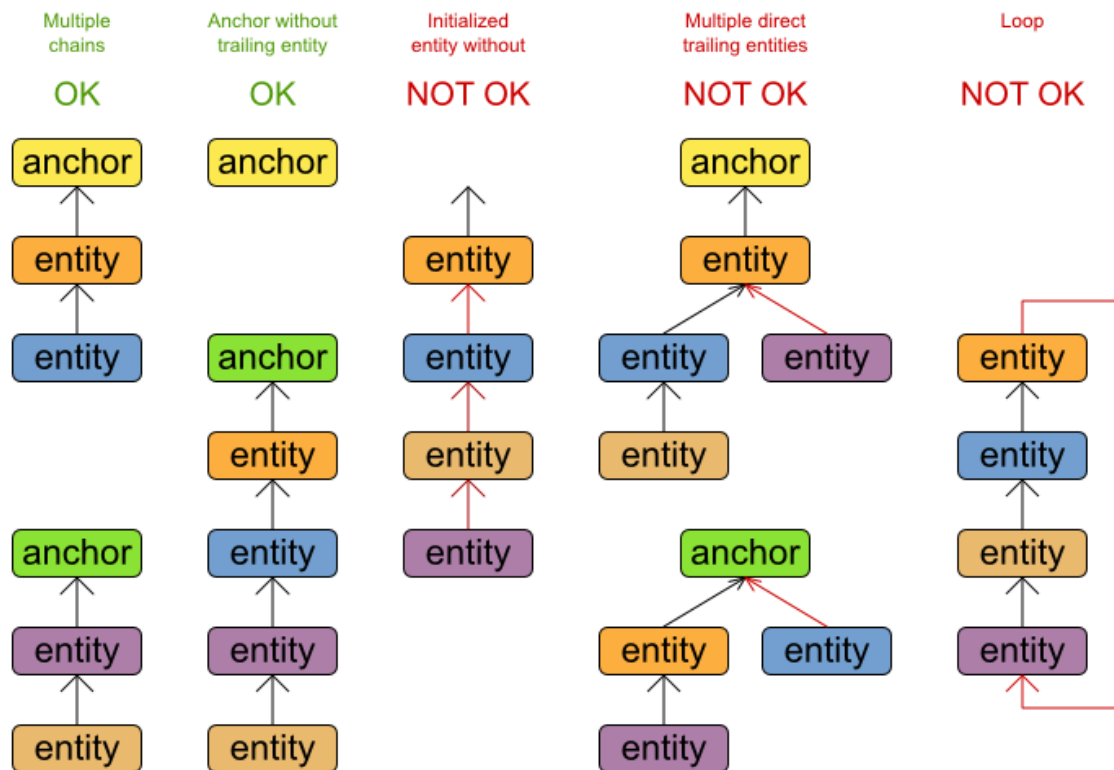 Multiple
chains
OK
anchor
entity
entity
anchor
entity
entity
Anchor without
trailing entity
OK
anchor
anchor
entity
entity
entity
entity
Initialized
entity without
NOT OK
entity
entity
entity
entity
Multiple direct
trailing entities
NOT OK
anchor
entity
entity entity
entity
anchor
entity entity
entity
Loop
NOT OK
entity
entity
entity
entity